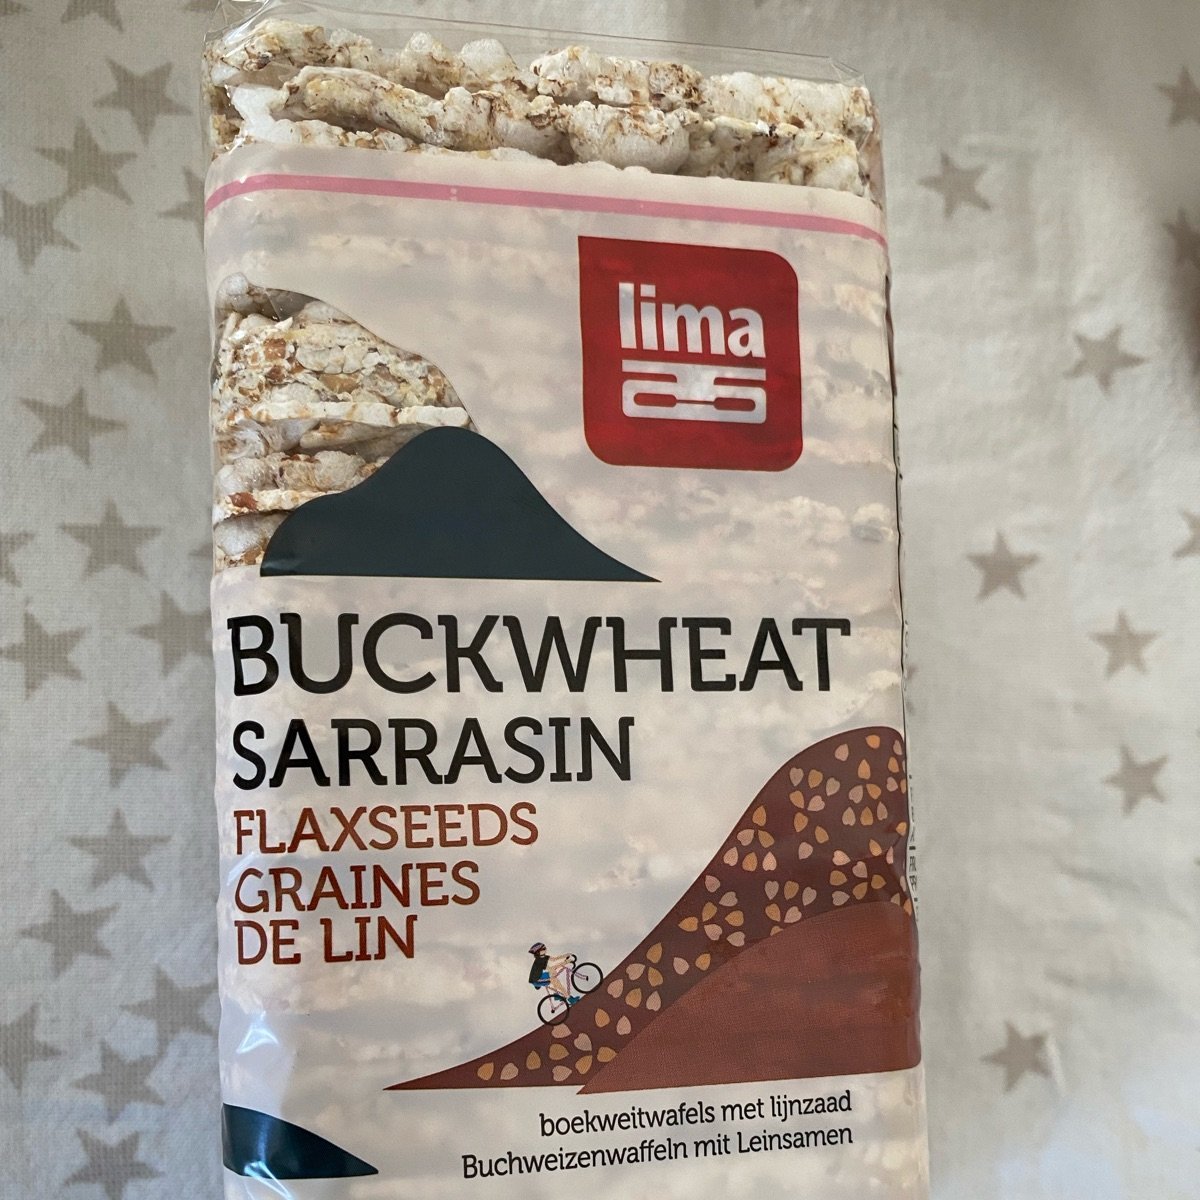 lima
BUCKWHEAT
SARRASIN
FLAXSEEDS
GRAINES
DE LIN
boekweitwafels met lijnzaad
Buchweizenwaffeln mit Leinsamen